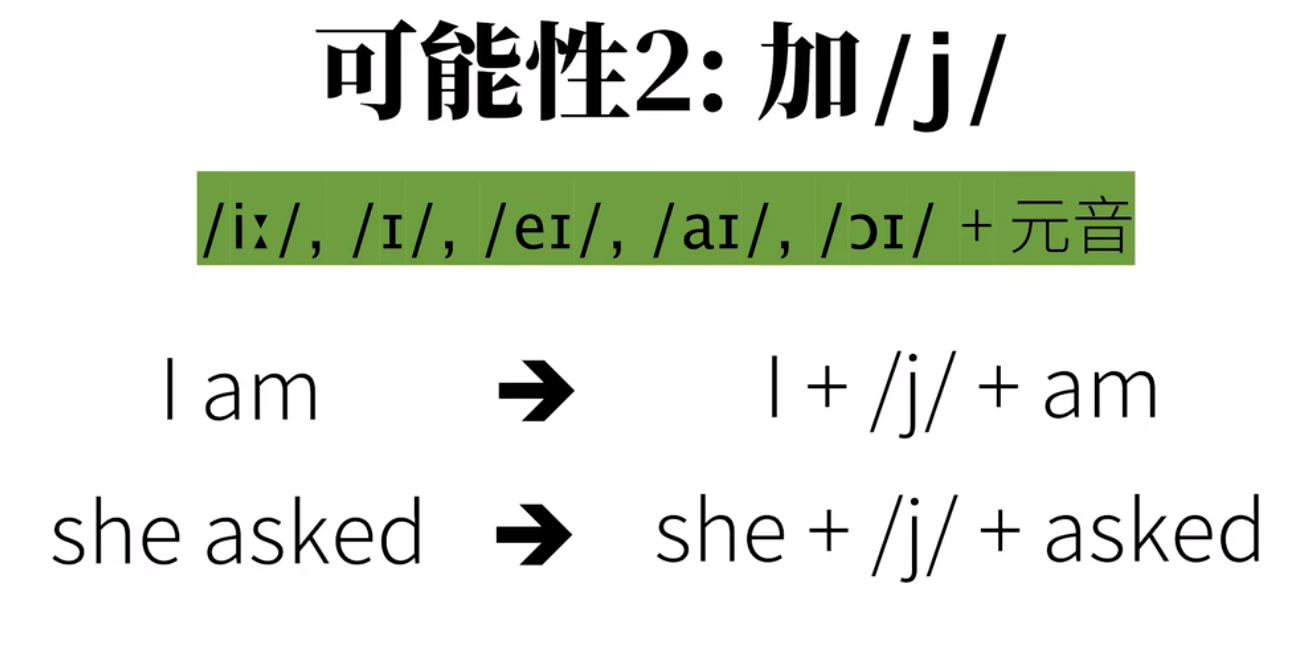 可能性2: 加/j/
/iː/, /ɪ/, /eɪ/, /aɪ/, /ɔɪ/ + 元音
I am ➔ I + /j/ + am
she asked ➔ she + /j/ + asked